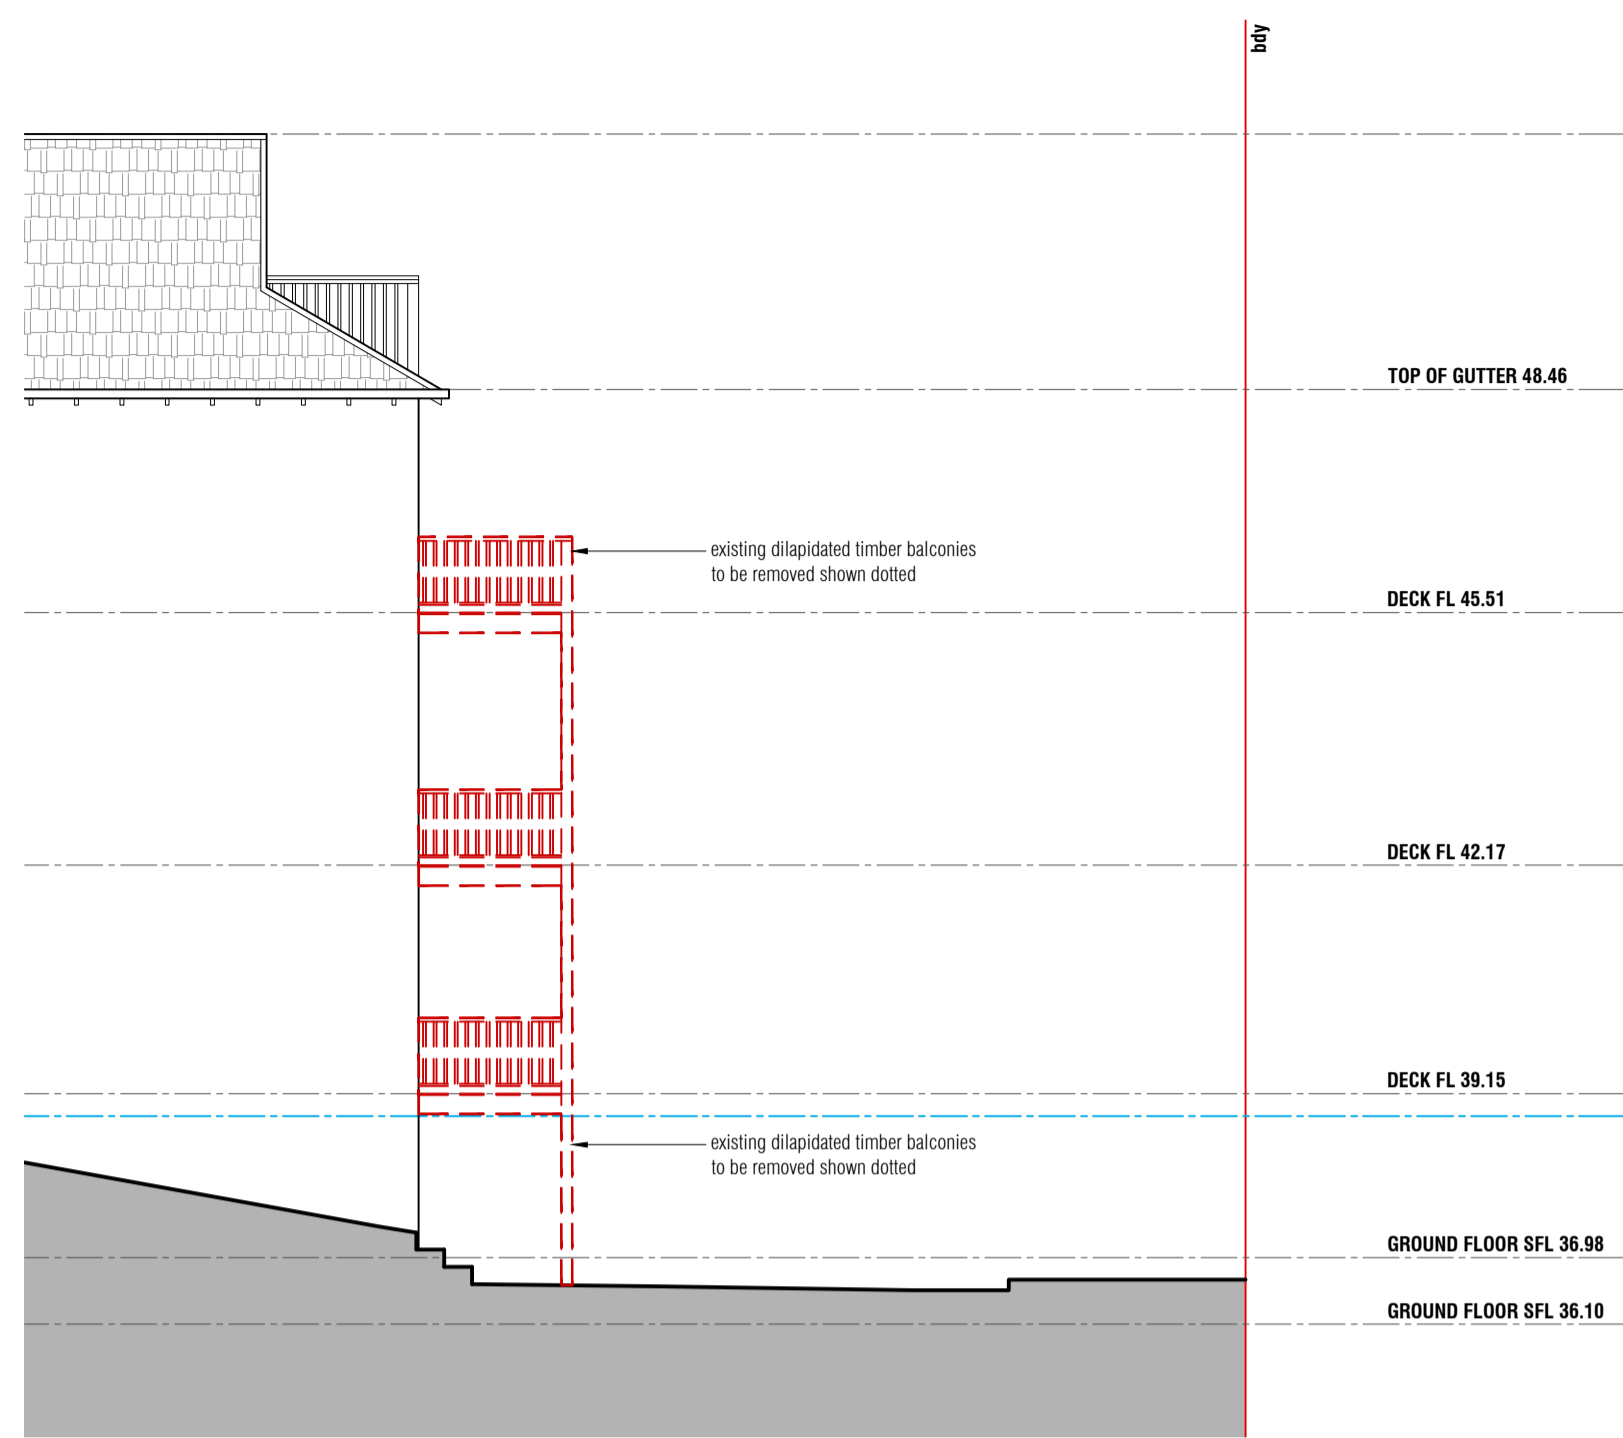 bdy
TOP OF GUTTER 48.46
existing dilapidated timber balconies
to be removed shown dotted
DECK FL 45.51
DECK FL 42.17
DECK FL 39.15
existing dilapidated timber balconies
to be removed shown dotted
GROUND FLOOR SFL 36.98
GROUND FLOOR SFL 36.10